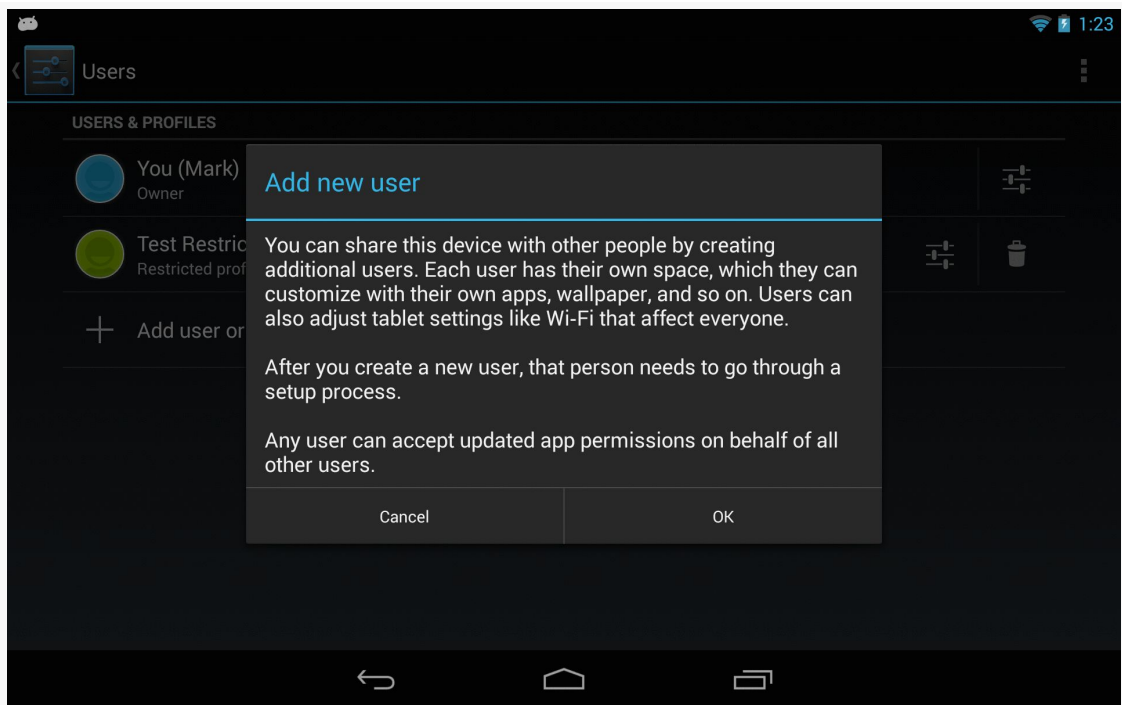 1:23
Users
USERS & PROFILES
You (Mark)
Owner
Test Restric
Restricted prof
Add user or
Add new user
You can share this device with other people by creating
additional users. Each user has their own space, which they can
customize with their own apps, wallpaper, and so on. Users can
also adjust tablet settings like Wi-Fi that affect everyone.
After you create a new user, that person needs to go through a
setup process.
Any user can accept updated app permissions on behalf of all
other users.
Cancel
OK